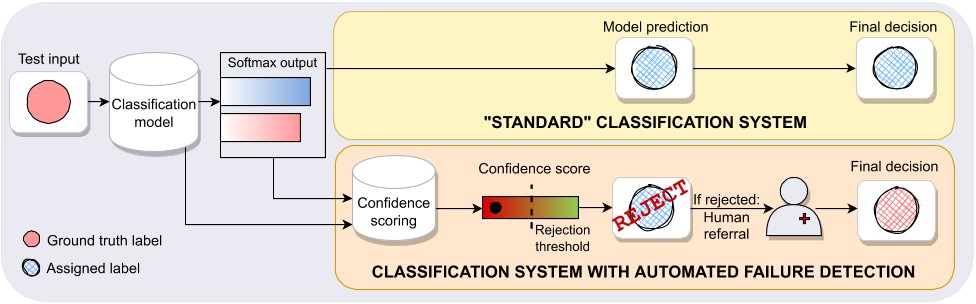 Test input
Classification
model
Softmax output
Model prediction
Final decision
"STANDARD" CLASSIFICATION SYSTEM
Confidence
scoring
Confidence score
Rejection
threshold
REJECT
If rejected:
Human
referral
Final decision
CLASSIFICATION SYSTEM WITH AUTOMATED FAILURE DETECTION
Ground truth label
Assigned label